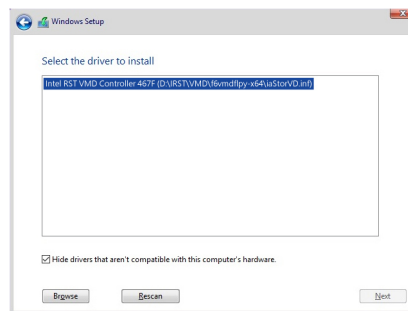 Windows Setup
Select the driver to install
Intel RST VMD Controller 467F (D:\IRST\VMD\f6vmdflpy-x64\iaStorVD.inf)
Hide drivers that aren't compatible with this computer's hardware.
Browse
Rescan
Next